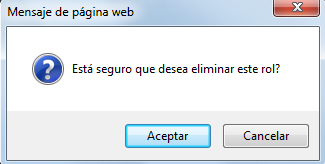 Mensaje de página web
Está seguro que desea eliminar este rol?
Aceptar
Cancelar